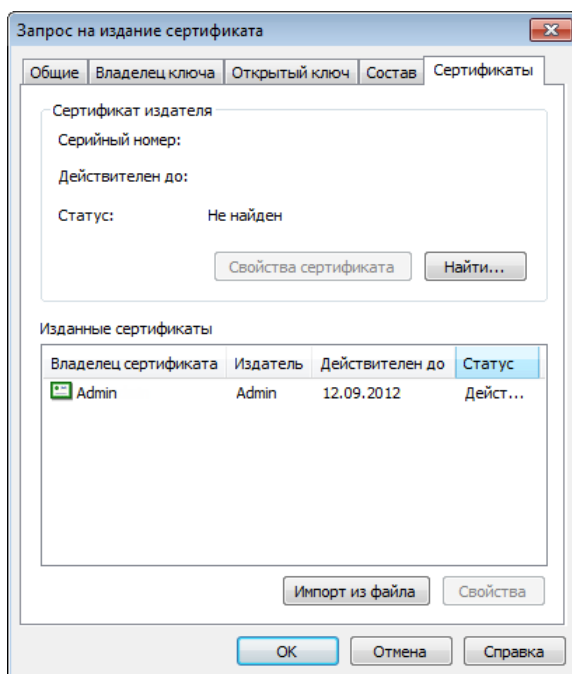 Запрос на издание сертификата
Общие Владелец ключа Открытый ключ Состав Сертификаты
Сертификат издателя
Серийный номер:
Действителен до:
Статус: Не найден
Свойства сертификата Найти...
Изданные сертификаты
Владелец сертификата Издатель Действителен до Статус
Admin Admin 12.09.2012 Дейст...
Импорт из файла Свойства
OK Отмена Справка